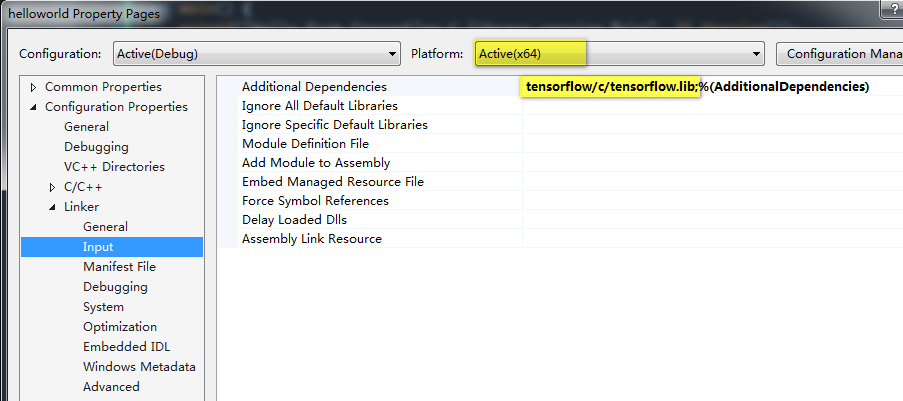 helloworld Property Pages
?
Configuration: Active(Debug) Platform: Active(x64) Configuration Mana
Common Properties
Configuration Properties
General
Debugging
VC++ Directories
C/C++
Linker
General
Input
Manifest File
Debugging
System
Optimization
Embedded IDL
Windows Metadata
Advanced
Additional Dependencies tensorflow/c/tensorflow.lib;%(AdditionalDependencies)
Ignore All Default Libraries
Ignore Specific Default Libraries
Module Definition File
Add Module to Assembly
Embed Managed Resource File
Force Symbol References
Delay Loaded Dlls
Assembly Link Resource